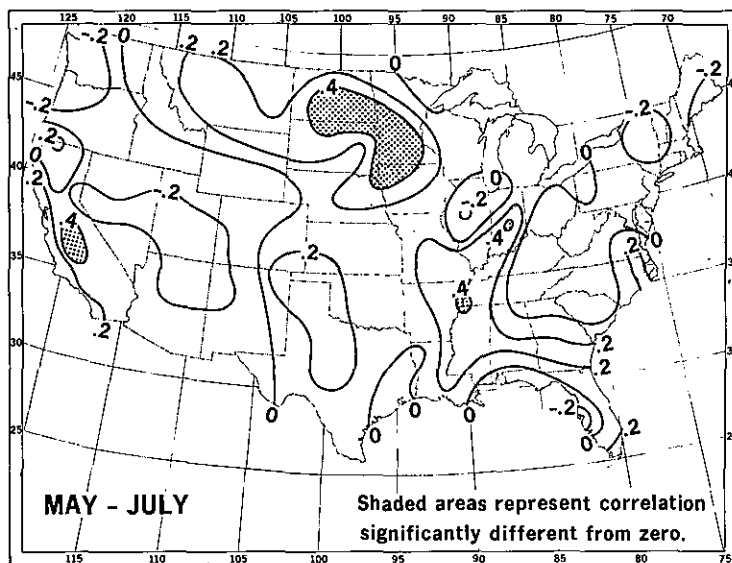 125 120 115 110 105 100 95 90 85 80 75 70
-.2 0 .2 .2 0 -.2
45
-.2 .4 -.2
.2 0
40 0 0
.2 -.2 -.2
.4 .4 .2 0
35 .2 .4
.2 .2
30 .2
0 0 0 0 -.2
25 0 .2
MAY – JULY
Shaded areas represent correlation
significantly different from zero.
115 110 105 100 95 90 85 80 75